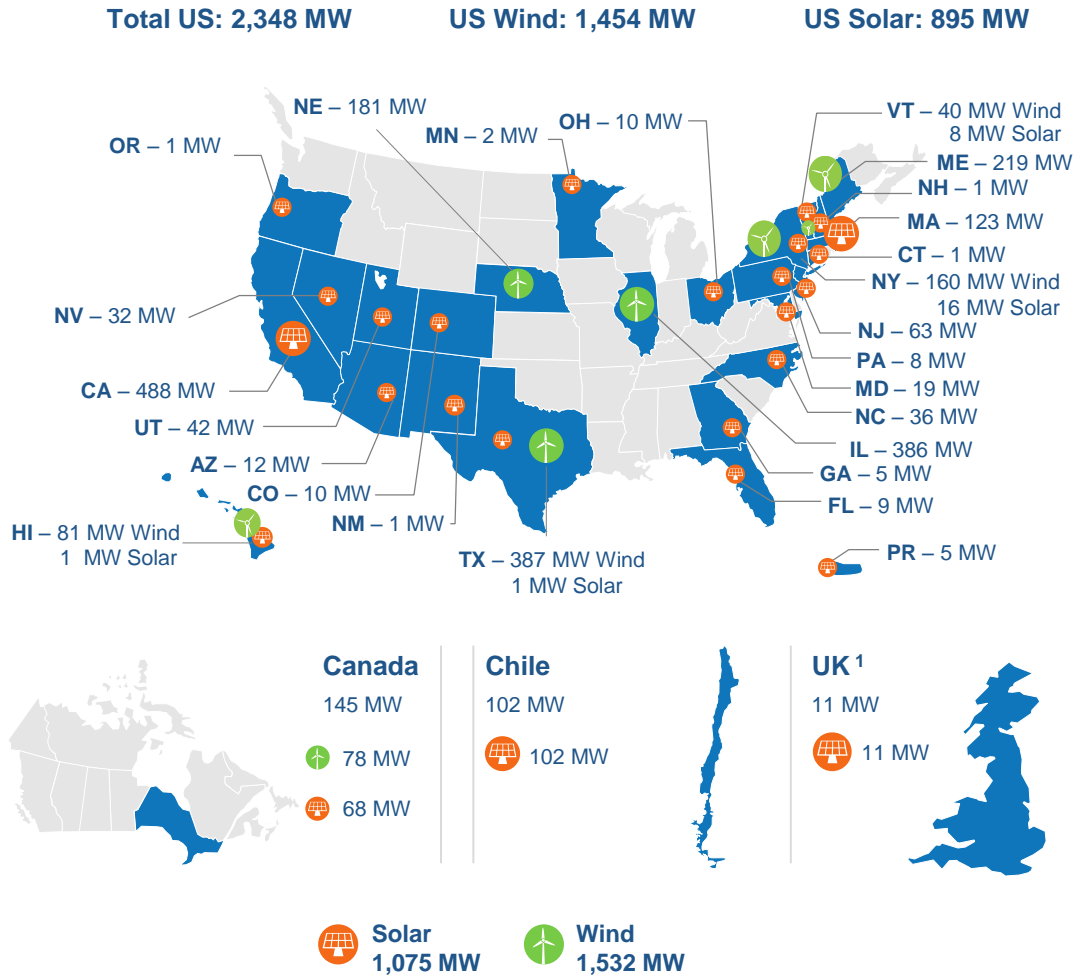 Total US: 2,348 MW
US Wind: 1,454 MW
US Solar: 895 MW
NE – 181 MW
MN – 2 MW
OH – 10 MW
VT – 40 MW Wind
8 MW Solar
OR – 1 MW
ME – 219 MW
NH – 1 MW
MA – 123 MW
CT – 1 MW
NY – 160 MW Wind
16 MW Solar
NV – 32 MW
NJ – 63 MW
PA – 8 MW
CA – 488 MW
MD – 19 MW
NC – 36 MW
UT – 42 MW
IL – 386 MW
AZ – 12 MW
GA – 5 MW
CO – 10 MW
FL – 9 MW
NM – 1 MW
HI – 81 MW Wind
1 MW Solar
TX – 387 MW Wind
1 MW Solar
PR – 5 MW
Canada
145 MW
78 MW
68 MW
Chile
102 MW
102 MW
UK 1
11 MW
11 MW
Solar
1,075 MW
Wind
1,532 MW